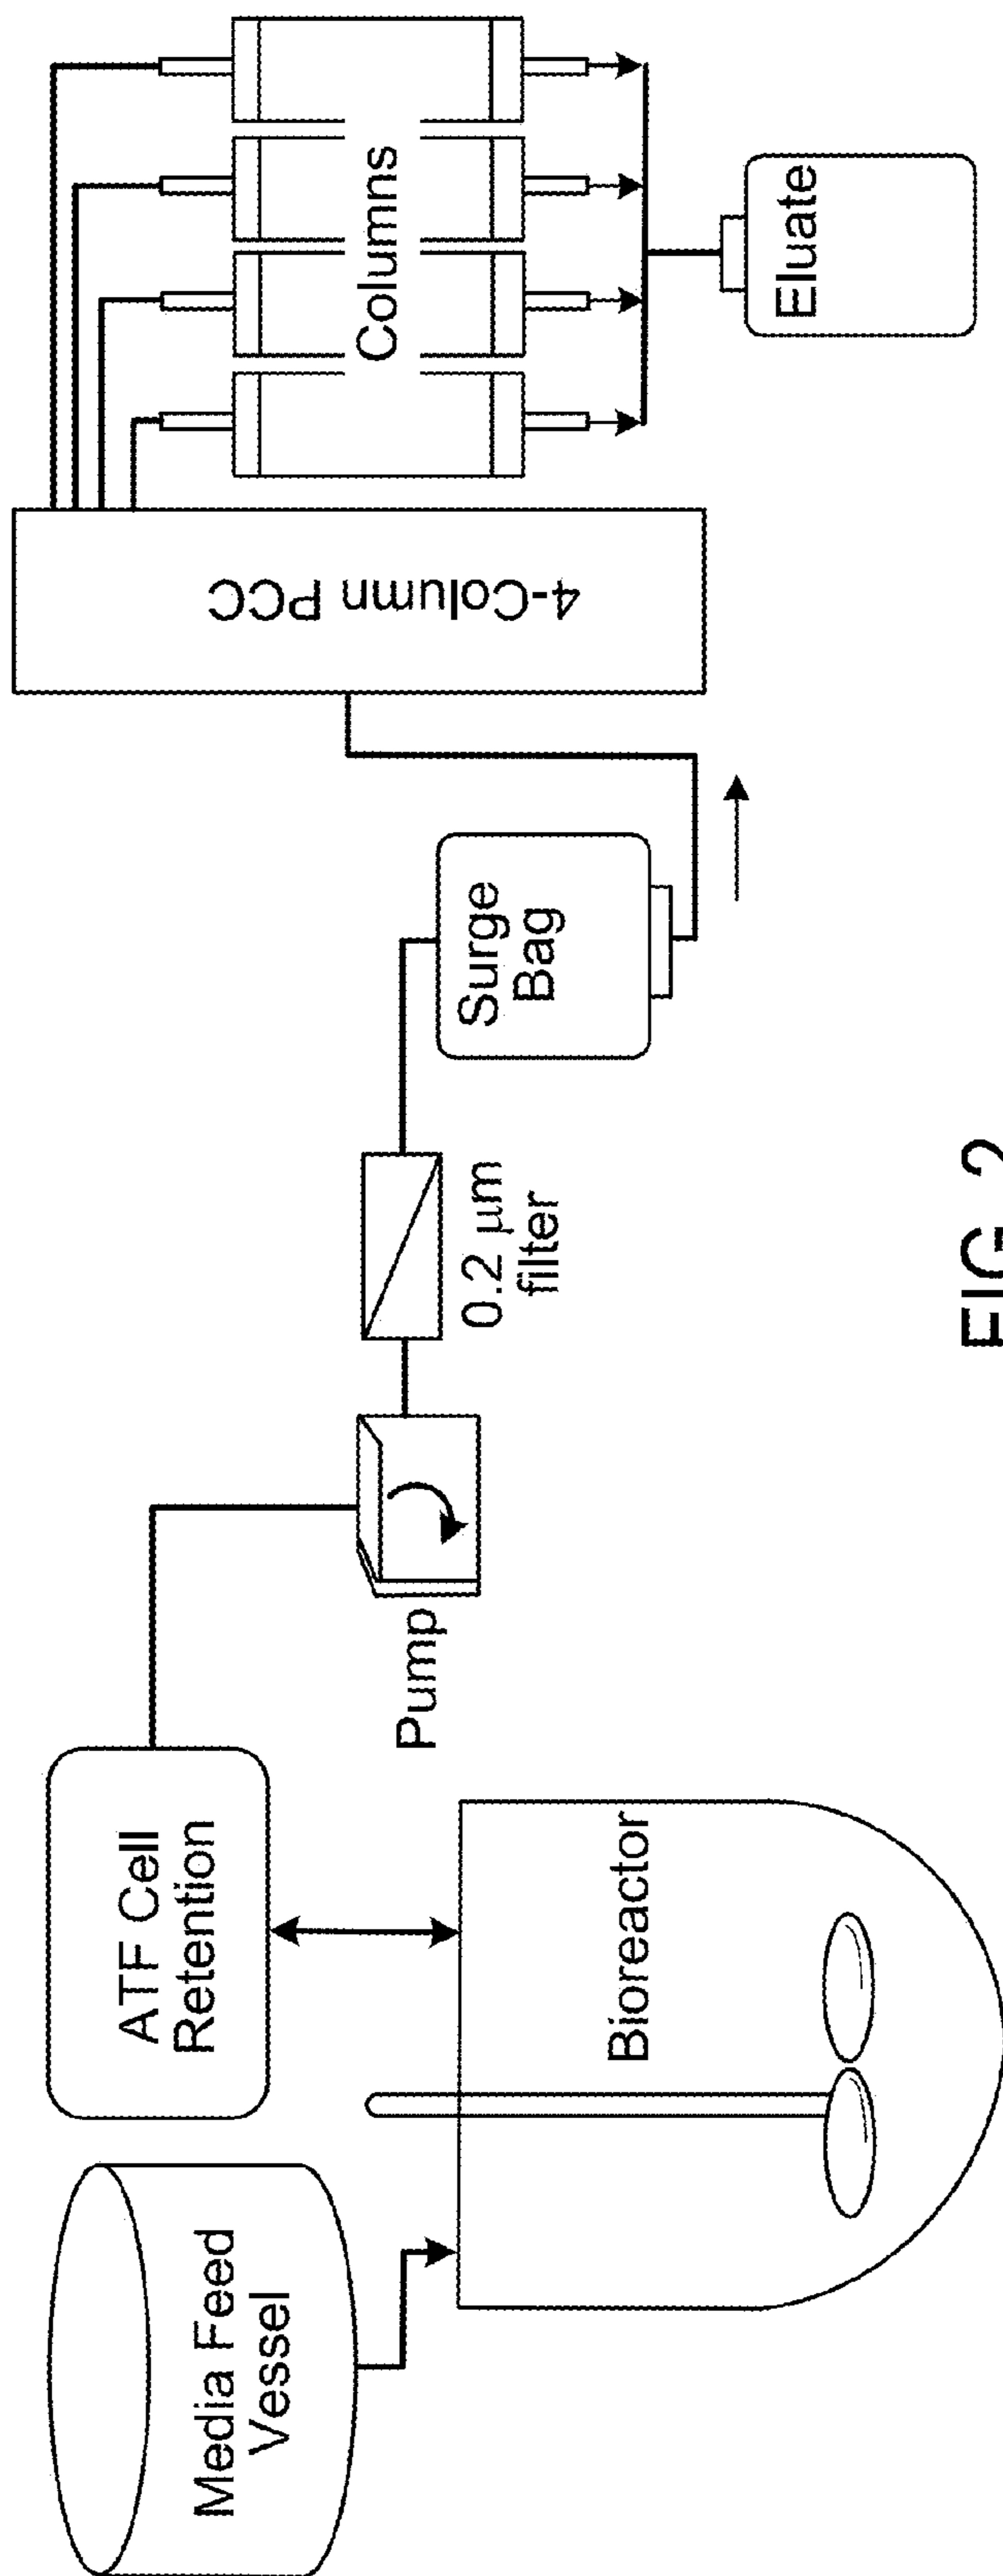 Media Feed
Vessel
ATF Cell
Retention
Bioreactor
Pump
0.2 μm
filter
Surge
Bag
4-Column PCC
Columns
Eluate
FIG. 2